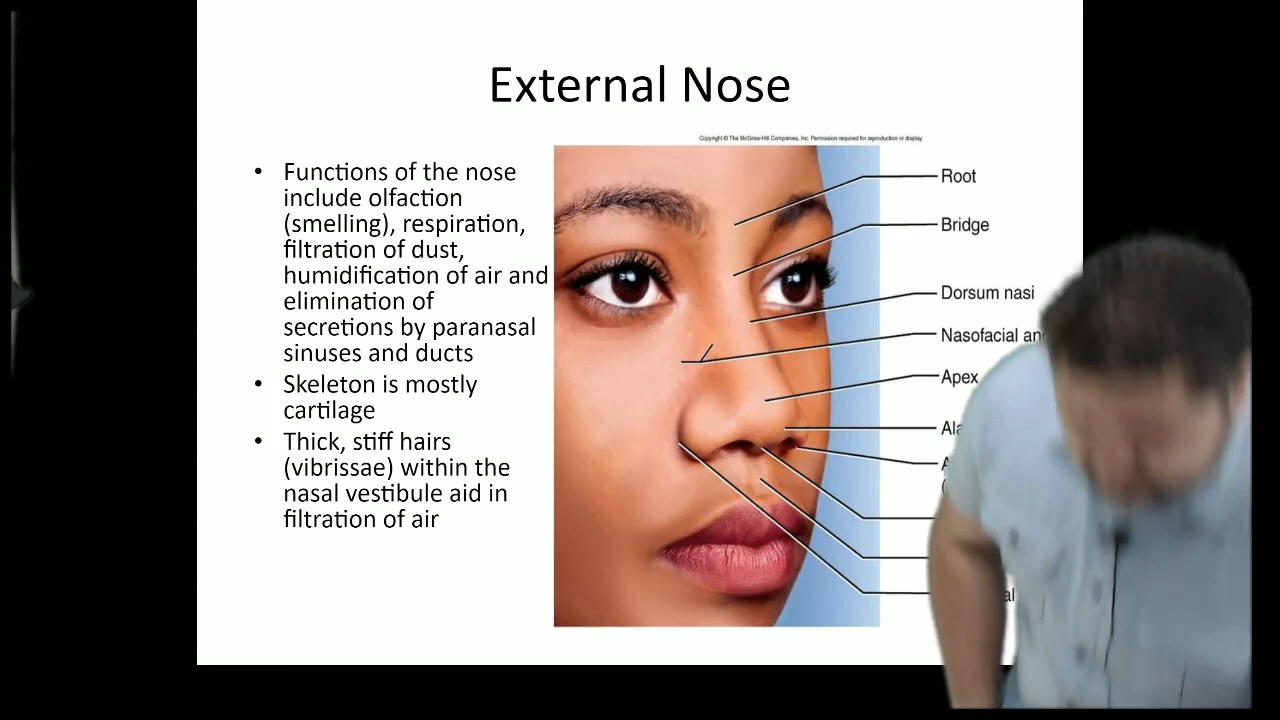 External Nose
Copyright © The McGraw-Hill Companies, Inc. Permission required for reproduction or display.
• Functions of the nose
include olfaction
(smelling), respiration,
filtration of dust,
humidification of air and
elimination of
secretions by paranasal
sinuses and ducts
• Skeleton is mostly
cartilage
• Thick, stiff hairs
(vibrissae) within the
nasal vestibule aid in
filtration of air
Root
Bridge
Dorsum nasi
Nasofacial
Apex